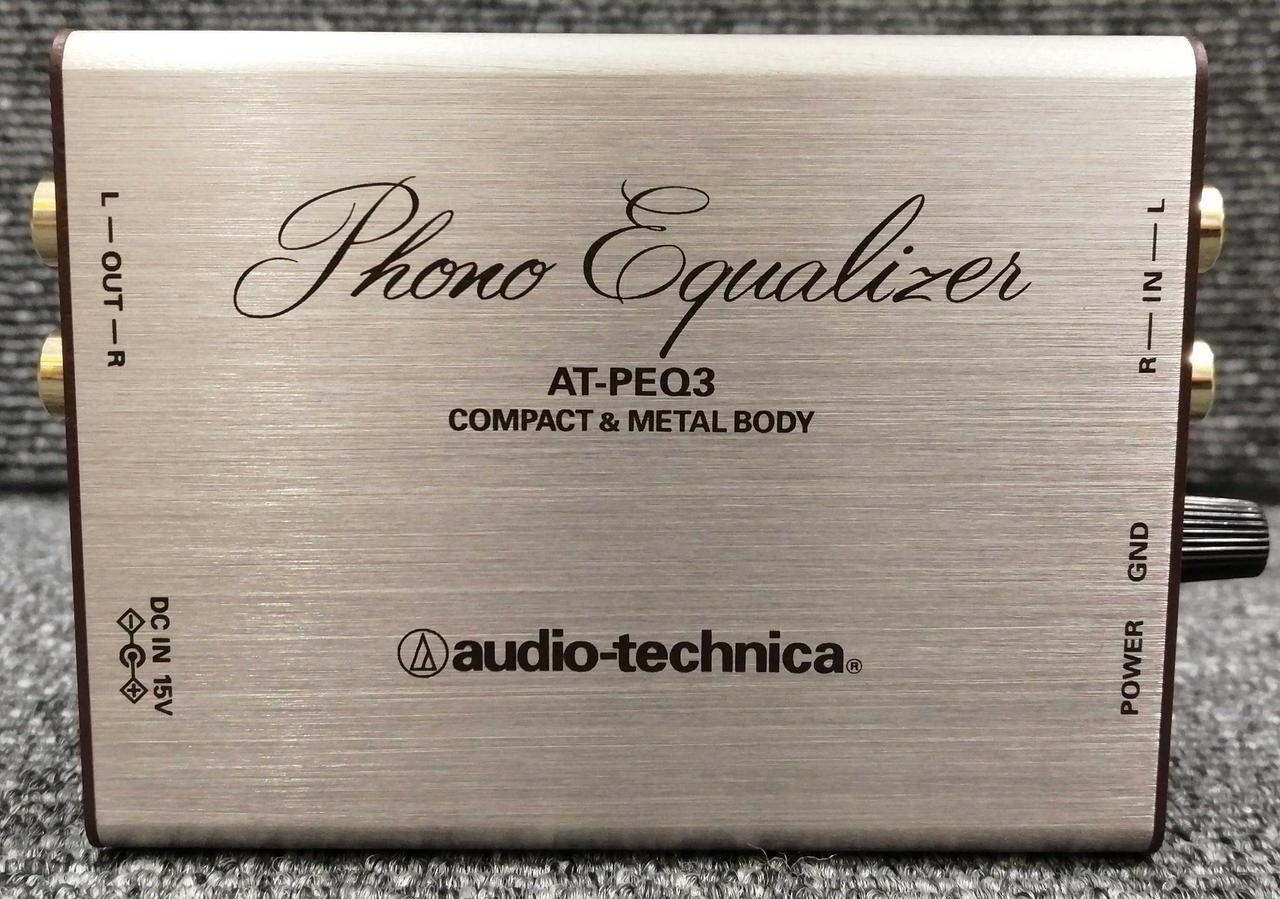 Phono Equalizer
AT-PEQ3
COMPACT & METAL BODY
L — OUT — R
R — IN — L
DC IN 15V
POWER GND
audio-technica®